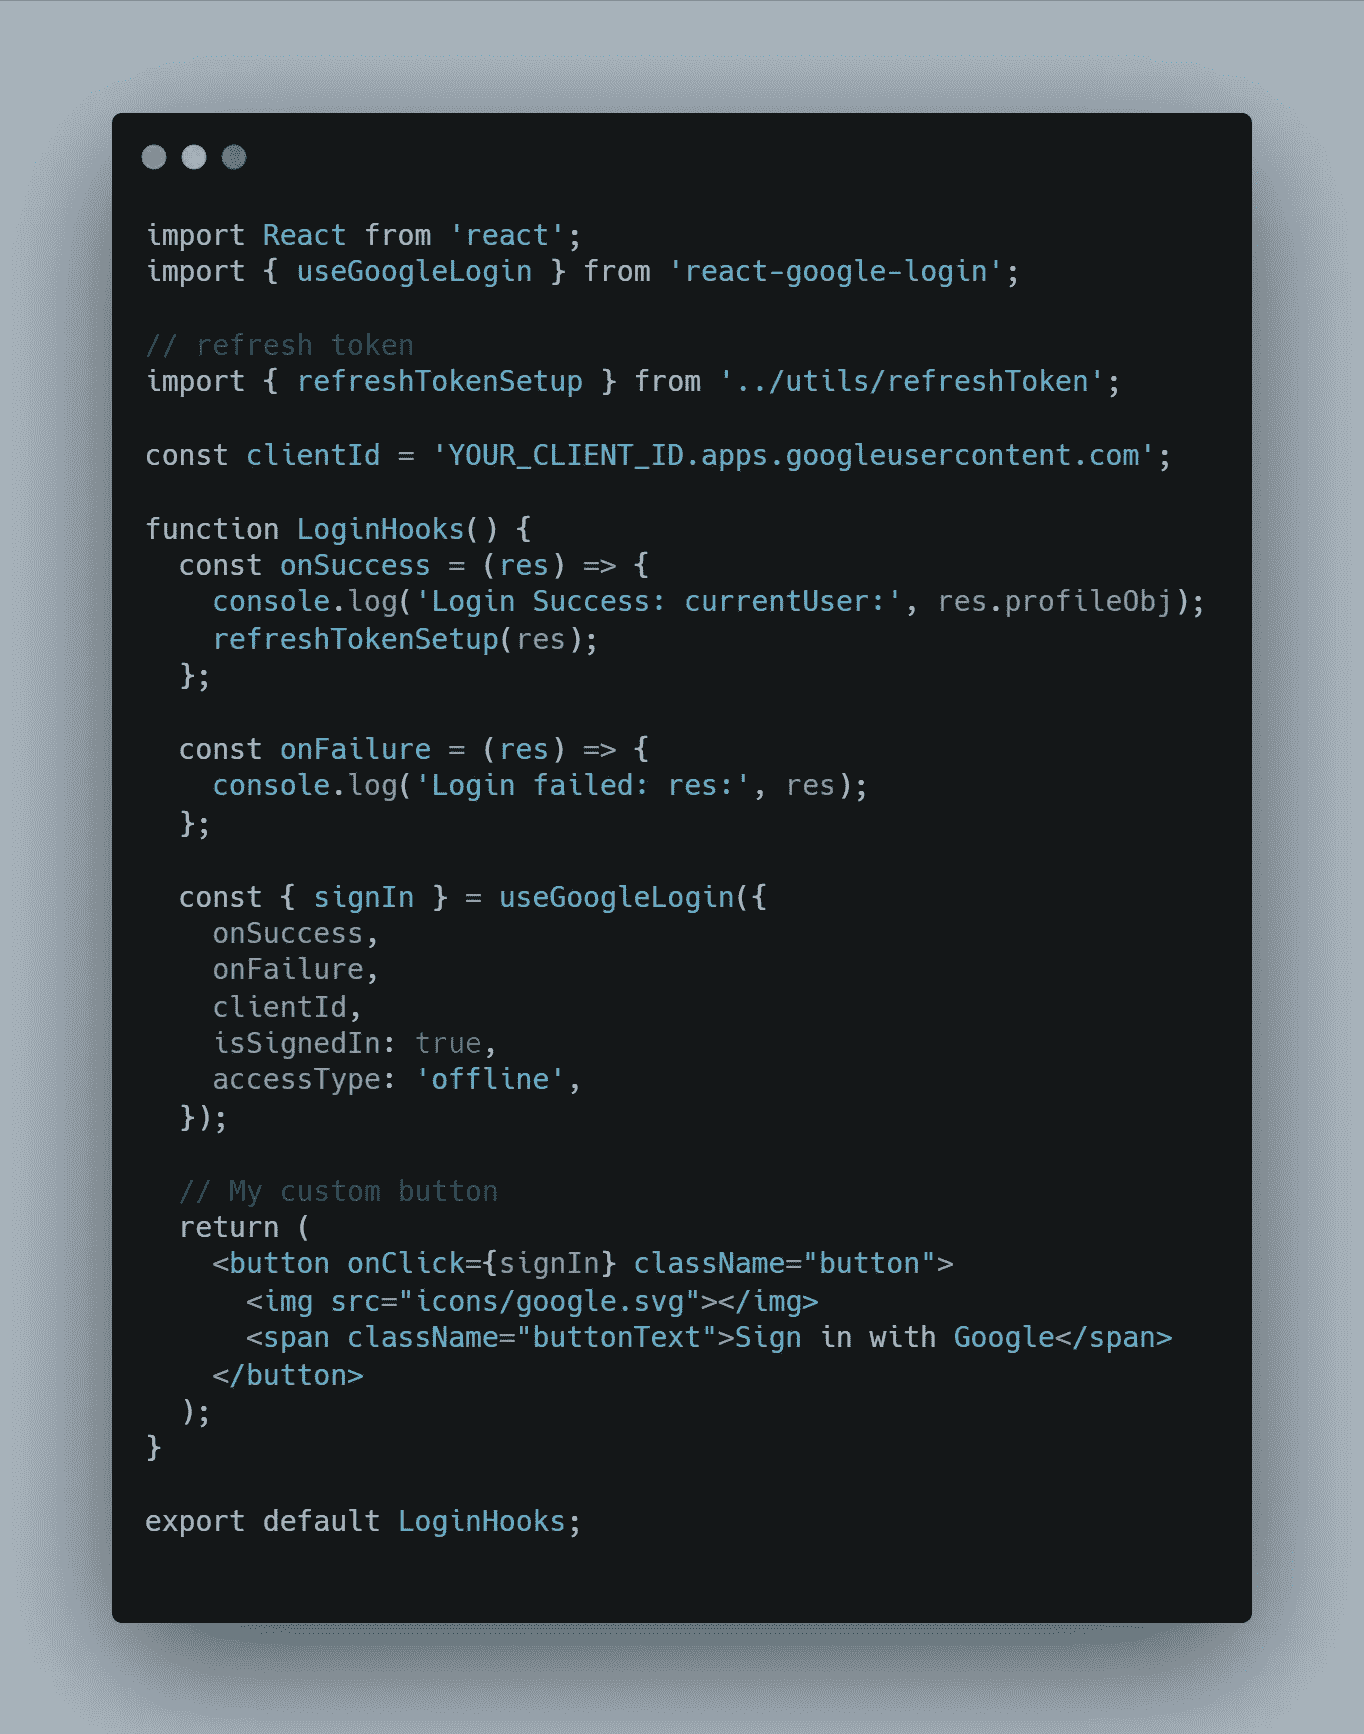 import React from 'react';
import { useGoogleLogin } from 'react-google-login';

// refresh token
import { refreshTokenSetup } from '../utils/refreshToken';

const clientId = 'YOUR_CLIENT_ID.apps.googleusercontent.com';

function LoginHooks() {
  const onSuccess = (res) => {
    console.log('Login Success: currentUser:', res.profileObj);
    refreshTokenSetup(res);
  };

  const onFailure = (res) => {
    console.log('Login failed: res:', res);
  };

  const { signIn } = useGoogleLogin({
    onSuccess,
    onFailure,
    clientId,
    isSignedIn: true,
    accessType: 'offline',
  });

  // My custom button
  return (
    <button onClick={signIn} className="button">
      <img src="icons/google.svg"></img>
      <span className="buttonText">Sign in with Google</span>
    </button>
  );
}

export default LoginHooks;